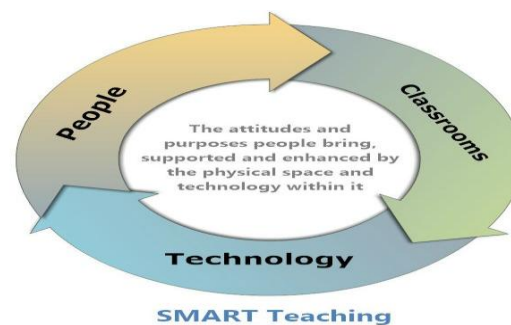 People
Classrooms
The attitudes and
purposes people bring,
supported and enhanced by
the physical space and
technology within it
Technology
SMART Teaching